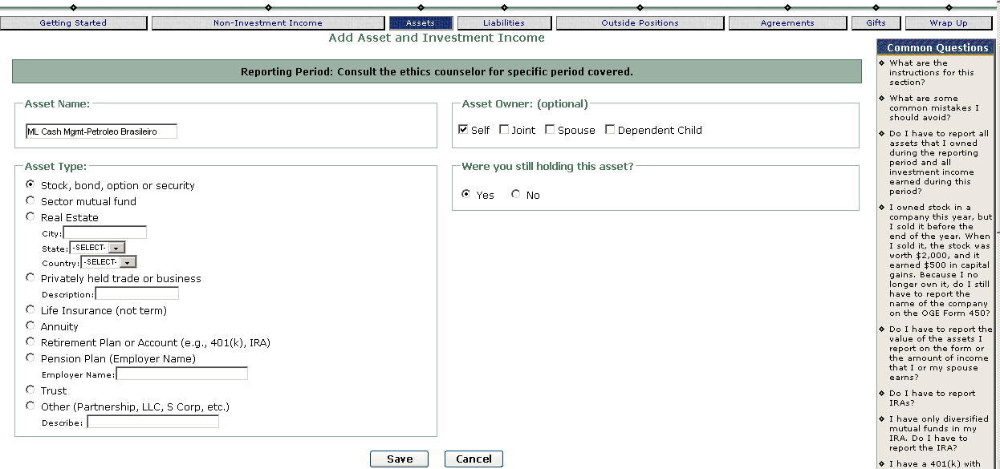 Getting Started
Non-Investment Income
Assets
Liabilities
Outside Positions
Agreements
Gifts
Wrap Up
Add Asset and Investment Income
Reporting Period: Consult the ethics counselor for specific period covered.
Asset Name:
ML Cash Mgmt-Petroleo Brasileiro
Asset Owner: (optional)
Self
Joint
Spouse
Dependent Child
Asset Type:
Stock, bond, option or security
Sector mutual fund
Real Estate
City:
State: -SELECT-
Country: -SELECT-
Privately held trade or business
Description:
Life Insurance (not term)
Annuity
Retirement Plan or Account (e.g., 401(k), IRA)
Pension Plan (Employer Name)
Employer Name:
Trust
Other (Partnership, LLC, S Corp, etc.)
Describe:
Were you still holding this asset?
Yes
No
Save
Cancel
Common Questions
What are the
instructions for this
section?
What are some
common mistakes I
should avoid?
Do I have to report all
assets that I owned
during the reporting
period and all
investment income
earned during this
period?
I owned stock in a
company this year, but
I sold it before the
end of the year. When
I sold it, the stock was
worth $2,000, and it
earned $500 in capital
gains. Because I no
longer own it, do I still
have to report the
name of the company
on the OGE Form 450?
Do I have to report the
value of the assets I
report on the form or
the amount of income
that I or my spouse
earns?
Do I have to report
IRAs?
I have only diversified
mutual funds in my
IRA. Do I have to
report the IRA?
I have a 401(k) with